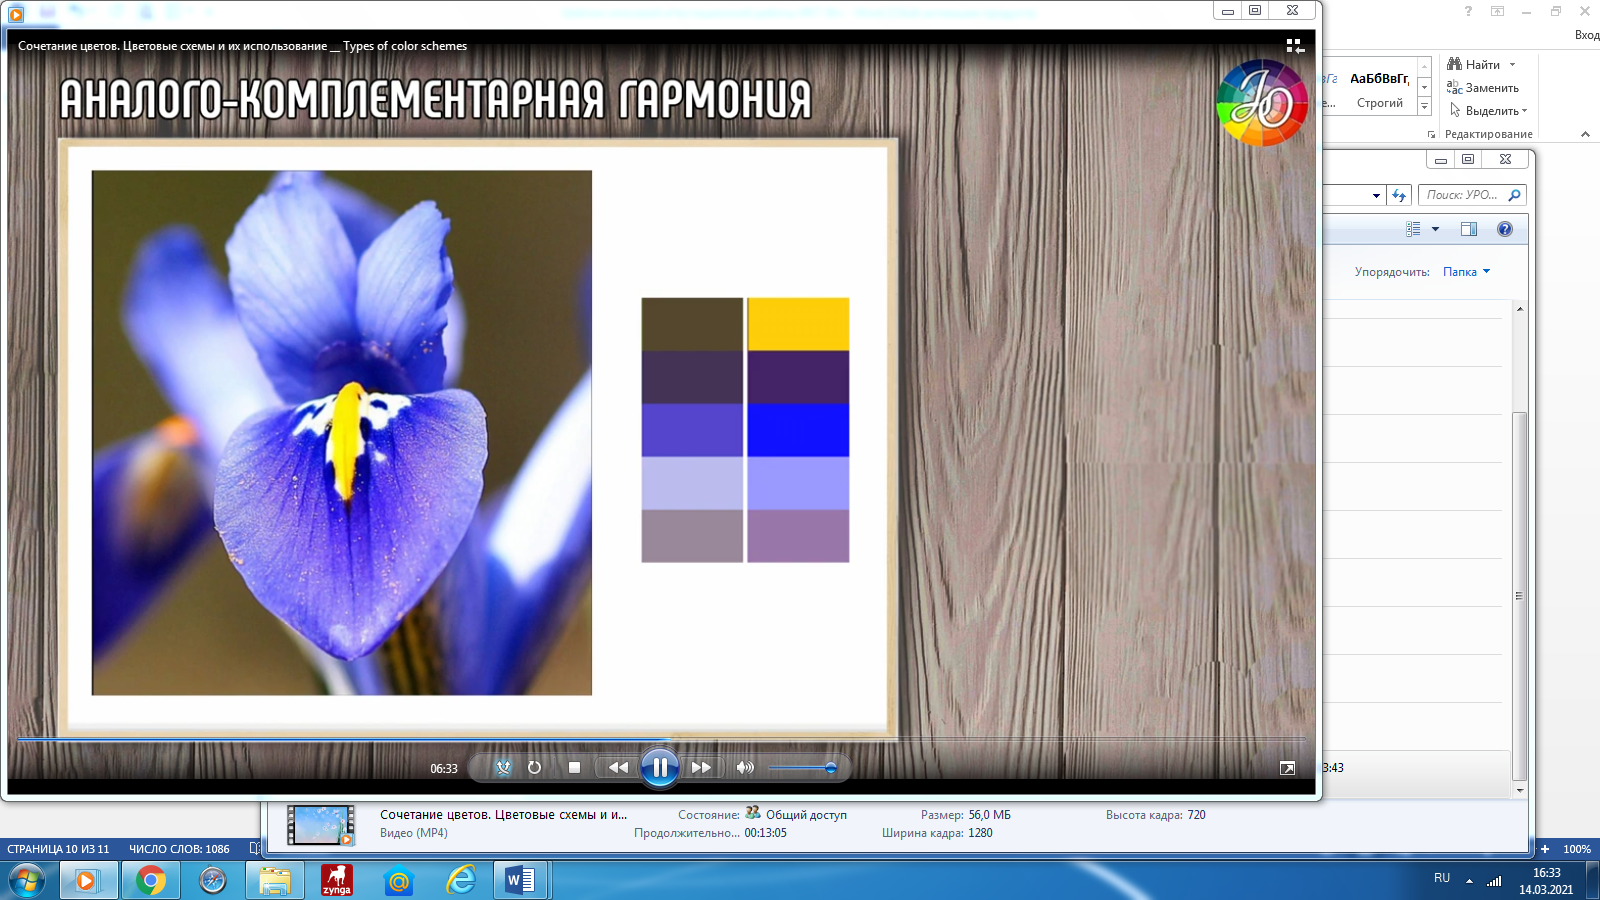 Сочетание цветов. Цветовые схемы и их использование __ Types of color schemes
АНАЛОГО-КОМПЛЕМЕНТАРНАЯ ГАРМОНИЯ
ЮО
06:33
?
Вход
АаБбВвГг,
е... Строгий
Найти
Заменить
Выделить
Редактирование
Поиск: УРО...
Упорядочить: Папка
3:43
Сочетание цветов. Цветовые схемы и и...
Видео (MP4)
Состояние: Общий доступ
Продолжительно... 00:13:05
Размер: 56,0 МБ
Ширина кадра: 1280
Высота кадра: 720
СТРАНИЦА 10 ИЗ 11 ЧИСЛО СЛОВ: 1086
100%
zynga
RU
16:33
14.03.2021